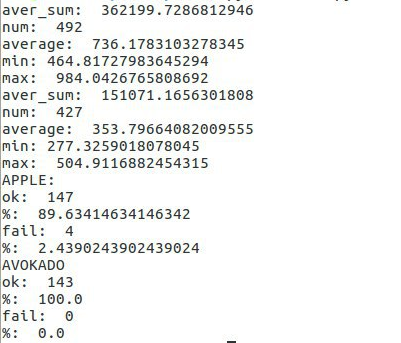 aver_sum:  362199.7286812946
num:  492
average:  736.1783103278345
min: 464.81727983645294
max:  984.0426765808692
aver_sum:  151071.1656301808
num:  427
average:  353.79664082009555
min: 277.3259018078045
max:  504.9116882454315
APPLE:
ok:  147
%:  89.63414634146342
fail:  4
%:  2.4390243902439024
AVOKADO
ok:  143
%:  100.0
fail:  0
%:  0.0